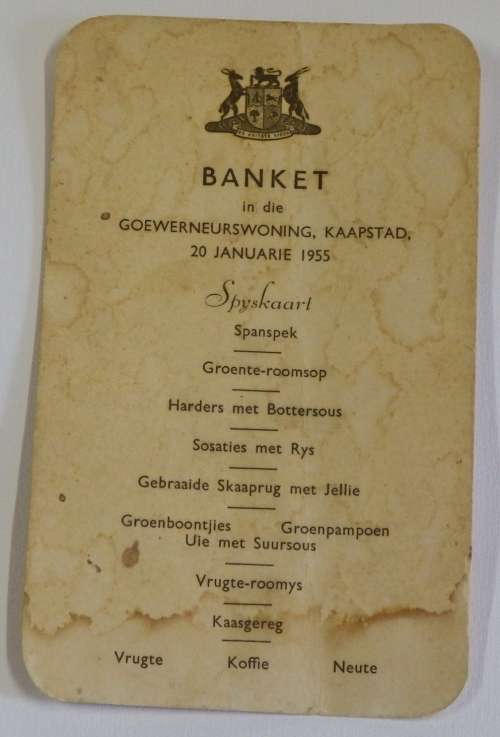 BANKET
in die
GOEWERNEURSWONING, KAAPSTAD,
20 JANUARIE 1955
Spyskaart
Spanspek
Groente-roomsop
Harders met Bottersous
Sosaties met Rys
Gebraaide Skaaprug met Jellie
Groenboontjies Groenpampoen
Uie met Suursous
Vrugte-roomys
Kaasgereg
Vrugte Koffie Neute